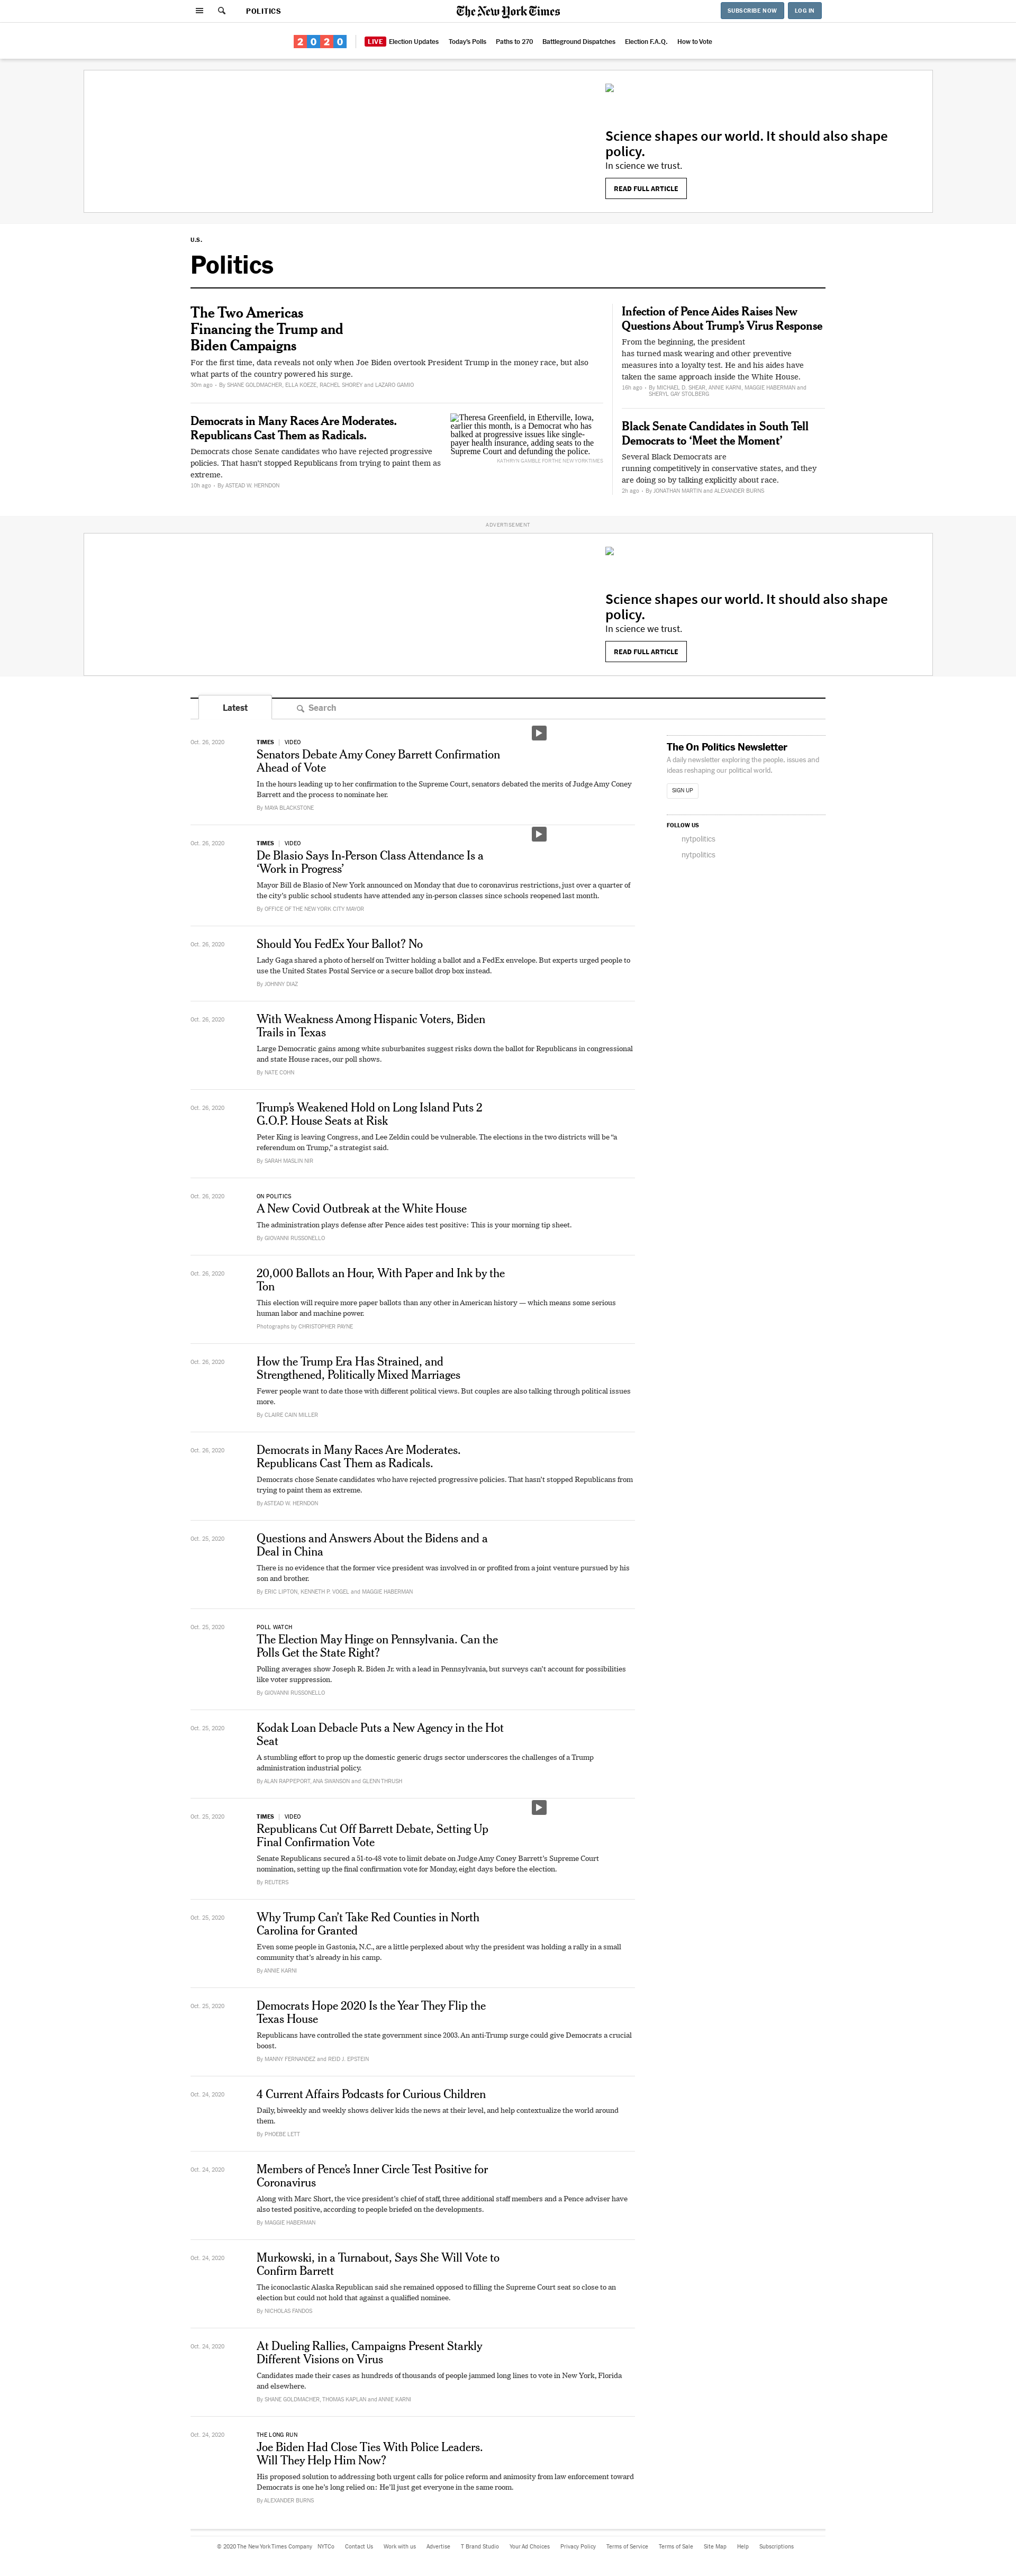 POLITICS
The New York Times
SUBSCRIBE NOW
LOG IN
2020
LIVE Election Updates
Today's Polls
Paths to 270
Battleground Dispatches
Election F.A.Q.
How to Vote
Science shapes our world. It should also shape
policy.
In science we trust.
READ FULL ARTICLE
U.S.
Politics
The Two Americas
Financing the Trump and
Biden Campaigns
For the first time, data reveals not only when Joe Biden overtook President Trump in the money race, but also
what parts of the country powered his surge.
30m ago - By SHANE GOLDMACHER, ELLA KOEZE, RACHEL SHOREY and LAZARO GAMIO
Democrats in Many Races Are Moderates.
Republicans Cast Them as Radicals.
Democrats chose Senate candidates who have rejected progressive
policies. That hasn't stopped Republicans from trying to paint them as
extreme.
10h ago - By ASTEAD W. HERNDON
Theresa Greenfield, in Etherville, Iowa,
earlier this month, is a Democrat who has
balked at progressive issues like single-
payer health insurance, adding seats to the
Supreme Court and defunding the police.
KATHRYN GAMBLE FOR THE NEW YORK TIMES
Infection of Pence Aides Raises New
Questions About Trump's Virus Response
From the beginning, the president
has turned mask wearing and other preventive
measures into a loyalty test. He and his aides have
taken the same approach inside the White House.
16h ago - By MICHAEL D. SHEAR, ANNIE KARNI, MAGGIE HABERMAN and
SHERYL GAY STOLBERG
Black Senate Candidates in South Tell
Democrats to ‘Meet the Moment’
Several Black Democrats are
running competitively in conservative states, and they
are doing so by talking explicitly about race.
2h ago - By JONATHAN MARTIN and ALEXANDER BURNS
ADVERTISEMENT
Science shapes our world. It should also shape
policy.
In science we trust.
READ FULL ARTICLE
Latest
Search
Oct. 26, 2020
TIMES | VIDEO
Senators Debate Amy Coney Barrett Confirmation
Ahead of Vote
In the hours leading up to her confirmation to the Supreme Court, senators debated the merits of Judge Amy Coney
Barrett and the process to nominate her.
By MAYA BLACKSTONE
The On Politics Newsletter
A daily newsletter exploring the people, issues and
ideas reshaping our political world.
SIGN UP
FOLLOW US
nytpolitics
nytpolitics
Oct. 26, 2020
TIMES | VIDEO
De Blasio Says In-Person Class Attendance Is a
‘Work in Progress’
Mayor Bill de Blasio of New York announced on Monday that due to coronavirus restrictions, just over a quarter of
the city's public school students have attended any in-person classes since schools reopened last month.
By OFFICE OF THE NEW YORK CITY MAYOR
Oct. 26, 2020
Should You FedEx Your Ballot? No
Lady Gaga shared a photo of herself on Twitter holding a ballot and a FedEx envelope. But experts urged people to
use the United States Postal Service or a secure ballot drop box instead.
By JOHNNY DIAZ
Oct. 26, 2020
With Weakness Among Hispanic Voters, Biden
Trails in Texas
Large Democratic gains among white suburbanites suggest risks down the ballot for Republicans in congressional
and state House races, our poll shows.
By NATE COHN
Oct. 26, 2020
Trump's Weakened Hold on Long Island Puts 2
G.O.P. House Seats at Risk
Peter King is leaving Congress, and Lee Zeldin could be vulnerable. The elections in the two districts will be “a
referendum on Trump,” a strategist said.
By SARAH MASLIN NIR
Oct. 26, 2020
ON POLITICS
A New Covid Outbreak at the White House
The administration plays defense after Pence aides test positive: This is your morning tip sheet.
By GIOVANNI RUSSONELLO
Oct. 26, 2020
20,000 Ballots an Hour, With Paper and Ink by the
Ton
This election will require more paper ballots than any other in American history — which means some serious
human labor and machine power.
Photographs by CHRISTOPHER PAYNE
Oct. 26, 2020
How the Trump Era Has Strained, and
Strengthened, Politically Mixed Marriages
Fewer people want to date those with different political views. But couples are also talking through political issues
more.
By CLAIRE CAIN MILLER
Oct. 26, 2020
Democrats in Many Races Are Moderates.
Republicans Cast Them as Radicals.
Democrats chose Senate candidates who have rejected progressive policies. That hasn't stopped Republicans from
trying to paint them as extreme.
By ASTEAD W. HERNDON
Oct. 25, 2020
Questions and Answers About the Bidens and a
Deal in China
There is no evidence that the former vice president was involved in or profited from a joint venture pursued by his
son and brother.
By ERIC LIPTON, KENNETH P. VOGEL and MAGGIE HABERMAN
Oct. 25, 2020
POLL WATCH
The Election May Hinge on Pennsylvania. Can the
Polls Get the State Right?
Polling averages show Joseph R. Biden Jr. with a lead in Pennsylvania, but surveys can't account for possibilities
like voter suppression.
By GIOVANNI RUSSONELLO
Oct. 25, 2020
Kodak Loan Debacle Puts a New Agency in the Hot
Seat
A stumbling effort to prop up the domestic generic drugs sector underscores the challenges of a Trump
administration industrial policy.
By ALAN RAPPEPORT, ANA SWANSON and GLENN THRUSH
Oct. 25, 2020
TIMES | VIDEO
Republicans Cut Off Barrett Debate, Setting Up
Final Confirmation Vote
Senate Republicans secured a 51-to-48 vote to limit debate on Judge Amy Coney Barrett's Supreme Court
nomination, setting up the final confirmation vote for Monday, eight days before the election.
By REUTERS
Oct. 25, 2020
Why Trump Can't Take Red Counties in North
Carolina for Granted
Even some people in Gastonia, N.C., are a little perplexed about why the president was holding a rally in a small
community that's already in his camp.
By ANNIE KARNI
Oct. 25, 2020
Democrats Hope 2020 Is the Year They Flip the
Texas House
Republicans have controlled the state government since 2003. An anti-Trump surge could give Democrats a crucial
boost.
By MANNY FERNANDEZ and REID J. EPSTEIN
Oct. 24, 2020
4 Current Affairs Podcasts for Curious Children
Daily, biweekly and weekly shows deliver kids the news at their level, and help contextualize the world around
them.
By PHOEBE LETT
Oct. 24, 2020
Members of Pence's Inner Circle Test Positive for
Coronavirus
Along with Marc Short, the vice president's chief of staff, three additional staff members and a Pence adviser have
also tested positive, according to people briefed on the developments.
By MAGGIE HABERMAN
Oct. 24, 2020
Murkowski, in a Turnabout, Says She Will Vote to
Confirm Barrett
The iconoclastic Alaska Republican said she remained opposed to filling the Supreme Court seat so close to an
election but could not hold that against a qualified nominee.
By NICHOLAS FANDOS
Oct. 24, 2020
At Dueling Rallies, Campaigns Present Starkly
Different Visions on Virus
Candidates made their cases as hundreds of thousands of people jammed long lines to vote in New York, Florida
and elsewhere.
By SHANE GOLDMACHER, THOMAS KAPLAN and ANNIE KARNI
Oct. 24, 2020
THE LONG RUN
Joe Biden Had Close Ties With Police Leaders.
Will They Help Him Now?
His proposed solution to addressing both urgent calls for police reform and animosity from law enforcement toward
Democrats is one he's long relied on: He'll just get everyone in the same room.
By ALEXANDER BURNS
© 2020 The New York Times Company
NYTCo
Contact Us
Work with us
Advertise
T Brand Studio
Your Ad Choices
Privacy Policy
Terms of Service
Terms of Sale
Site Map
Help
Subscriptions